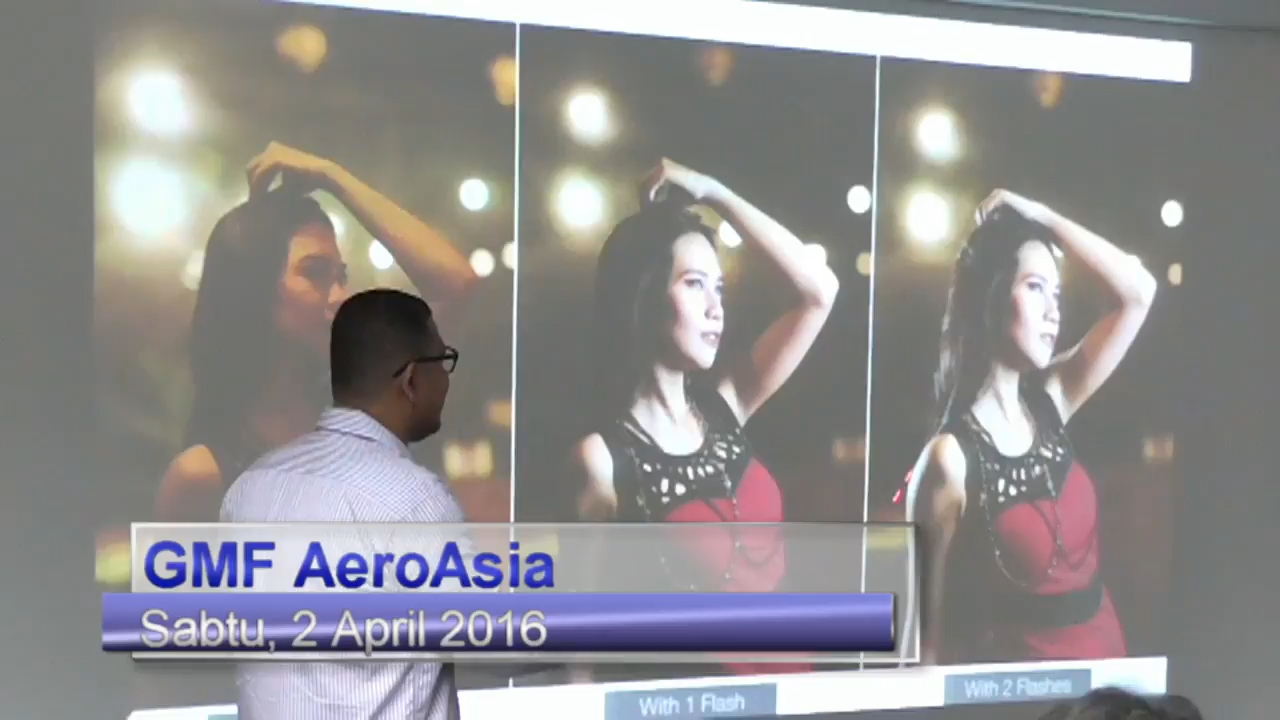 GMF AeroAsia
Sabtu, 2 April 2016
With 1 Flash
With 2 Flashes